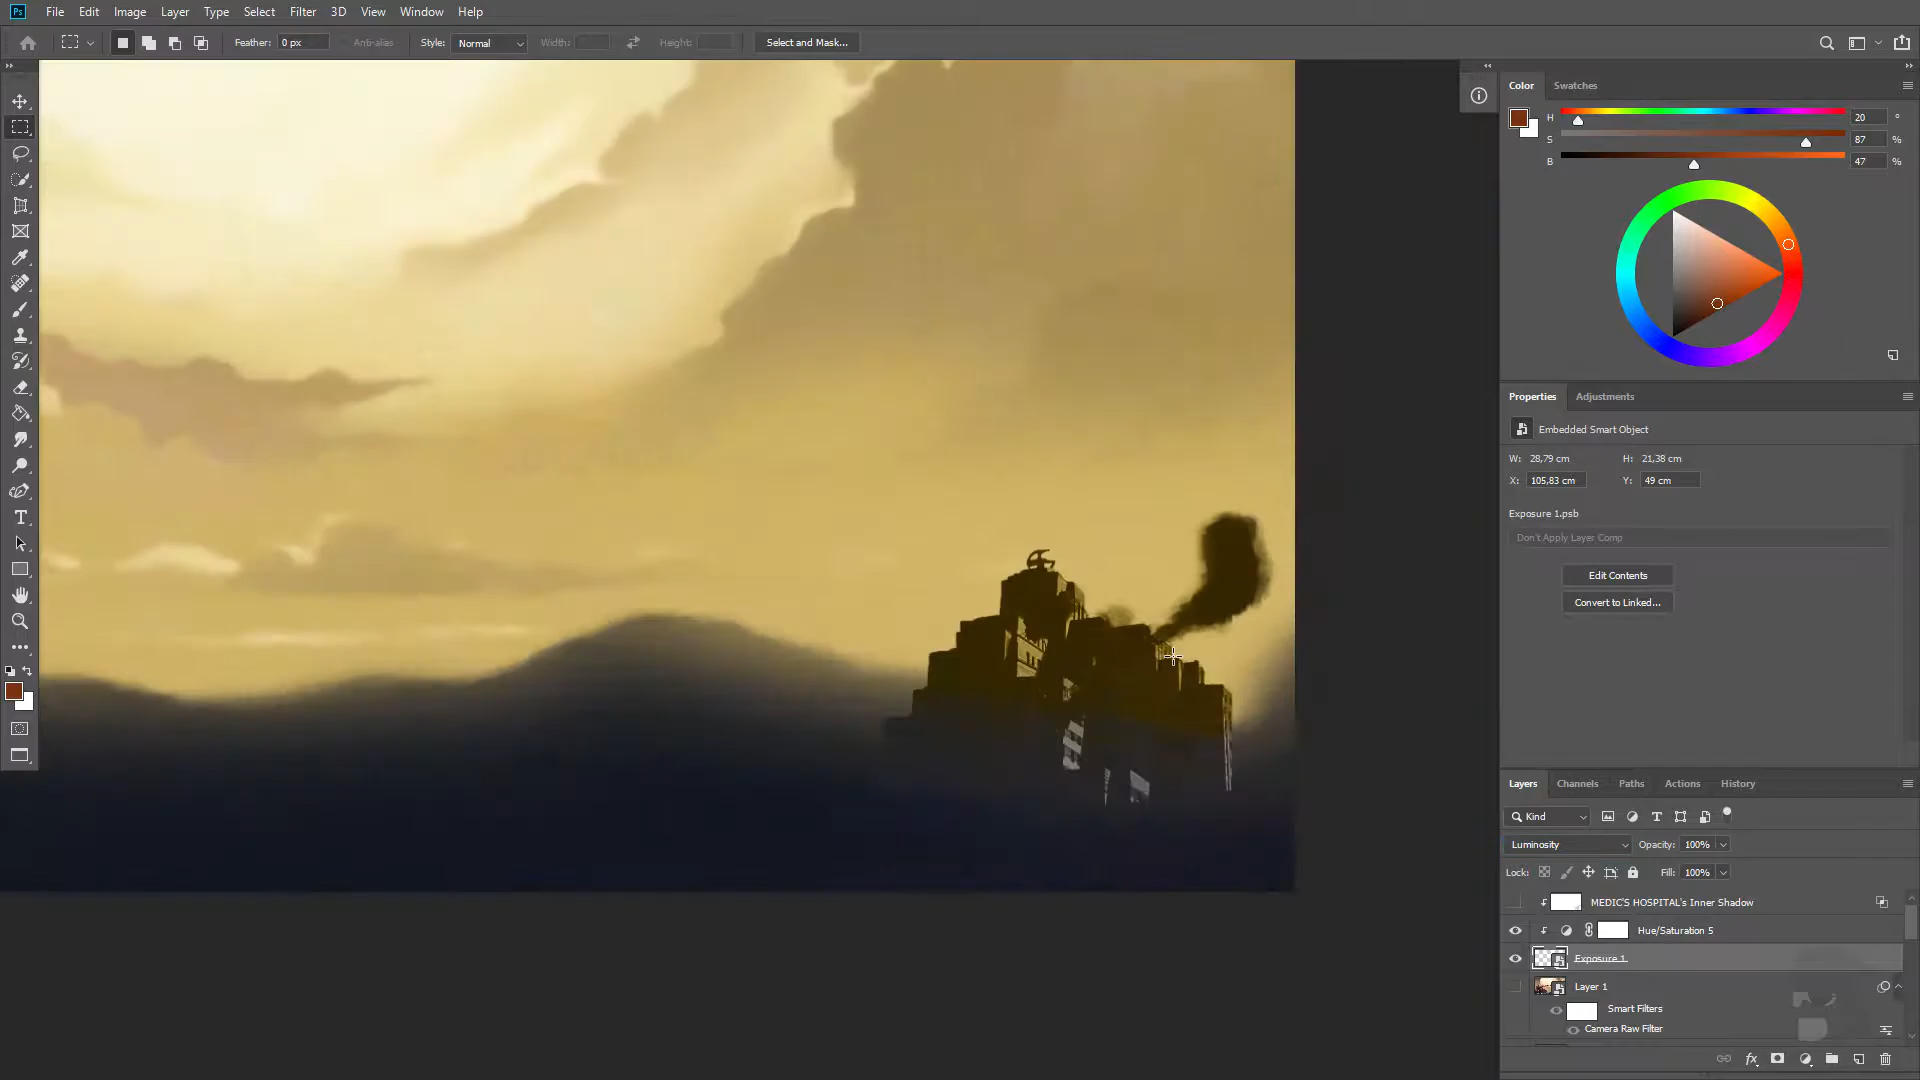 Ps File Edit Image Layer Type Select Filter 3D View Window Help
Feather: 0 px Anti-alias Style: Normal Width: Height: Select and Mask...
Color Swatches
H 20 °
S 87 %
B 47 %
Properties Adjustments
Embedded Smart Object
W: 28,79 cm H: 21,38 cm
X: 105,83 cm Y: 49 cm
Exposure 1.psb
Don't Apply Layer Comp
Edit Contents
Convert to Linked...
Layers Channels Paths Actions History
Kind
Luminosity Opacity: 100%
Lock: Fill: 100%
MEDIC'S HOSPITAL's Inner Shadow
Hue/Saturation 5
Exposure 1
Layer 1
Smart Filters
Camera Raw Filter